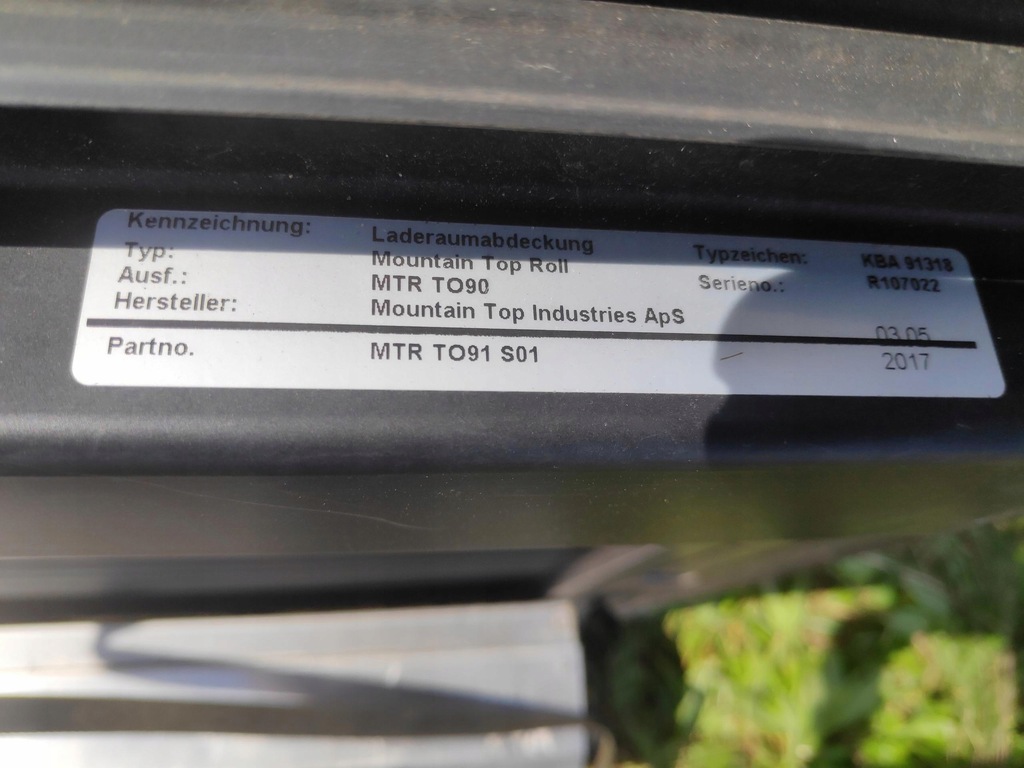 Kennzeichnung: Laderaumabdeckung Typzeichen: KBA 91318
Typ: Mountain Top Roll Serieno.: R107022
Ausf.: MTR TO90
Hersteller: Mountain Top Industries ApS 03.05
Partno. MTR TO91 S01 2017